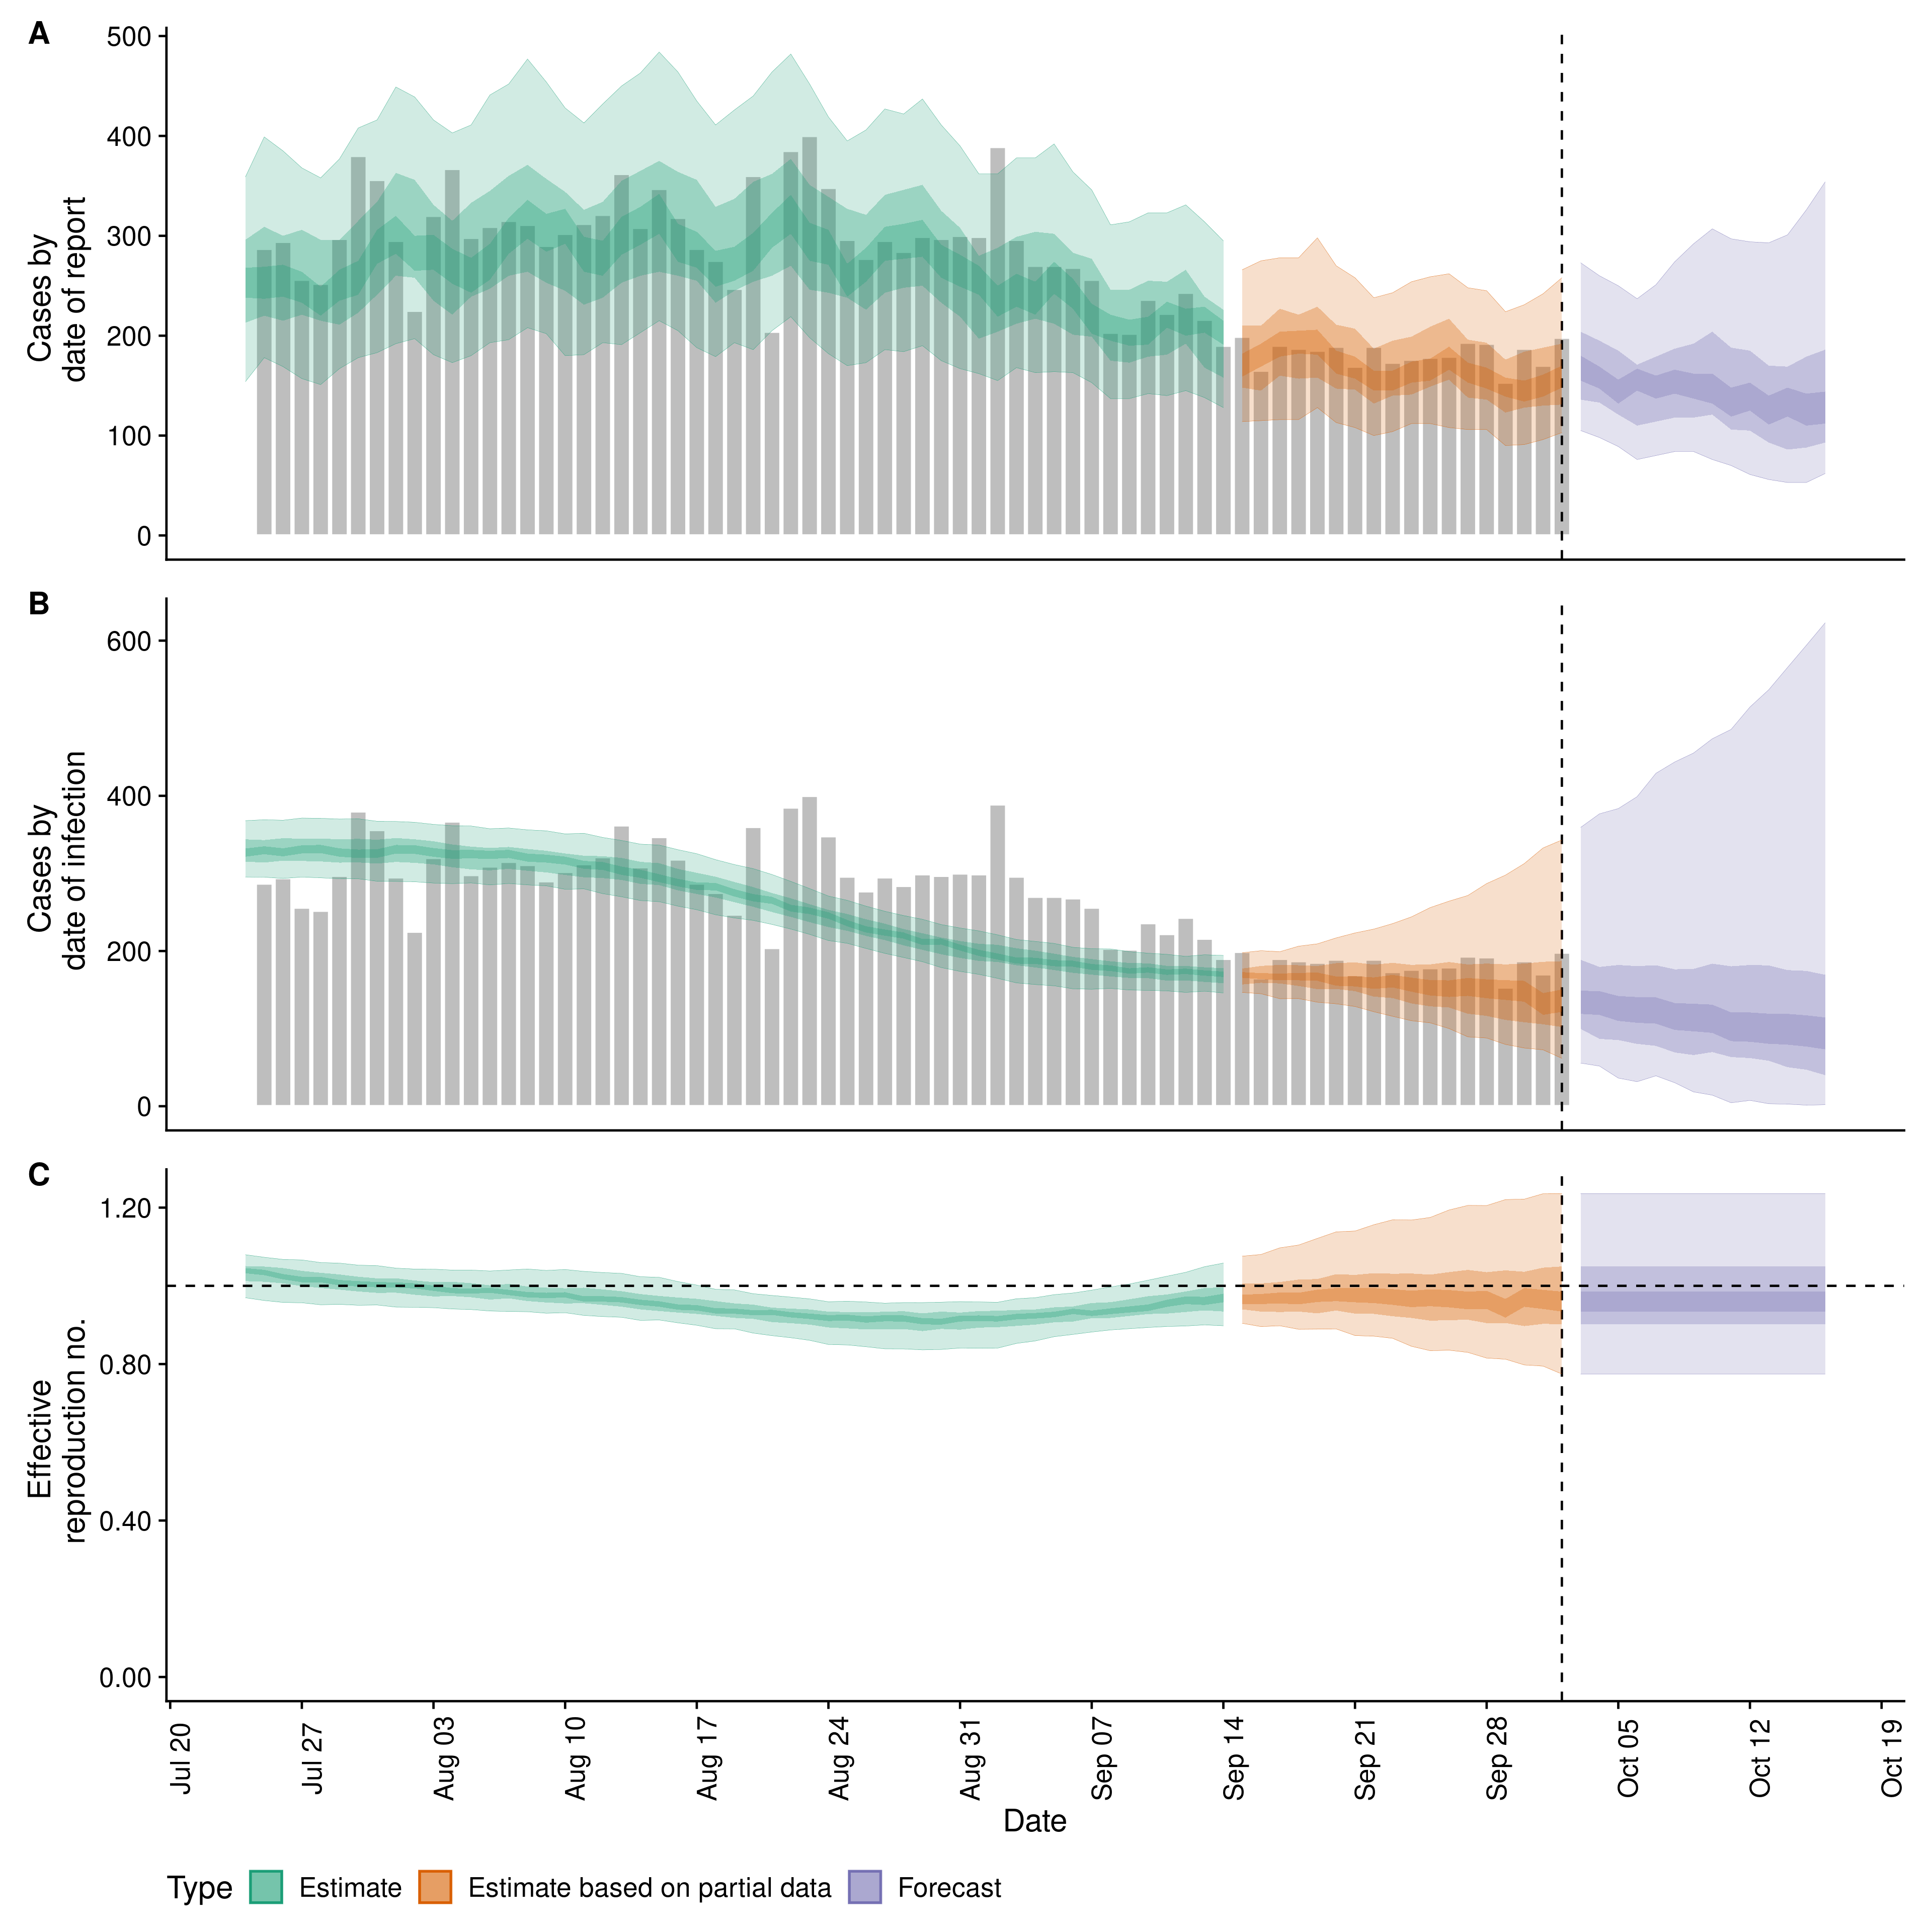 A
500
400
300
200
100
0
Cases by
date of report
B
600
400
200
0
Cases by
date of infection
C
1.20
0.80
0.40
0.00
Effective
reproduction no.
Jul 20
Jul 27
Aug 03
Aug 10
Aug 17
Aug 24
Aug 31
Sep 07
Sep 14
Sep 21
Sep 28
Oct 05
Oct 12
Oct 19
Date
Type Estimate Estimate based on partial data Forecast